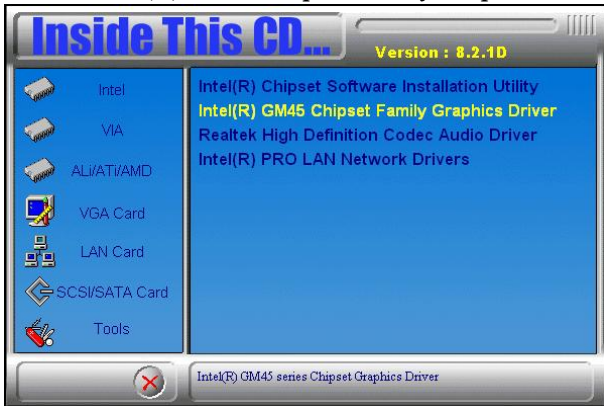 Inside This CD...
Version : 8.2.1D
Intel
VIA
ALi/ATi/AMD
VGA Card
LAN Card
SCSI/SATA Card
Tools
Intel(R) Chipset Software Installation Utility
Intel(R) GM45 Chipset Family Graphics Driver
Realtek High Definition Codec Audio Driver
Intel(R) PRO LAN Network Drivers
Intel(R) GM45 series Chipset Graphics Driver